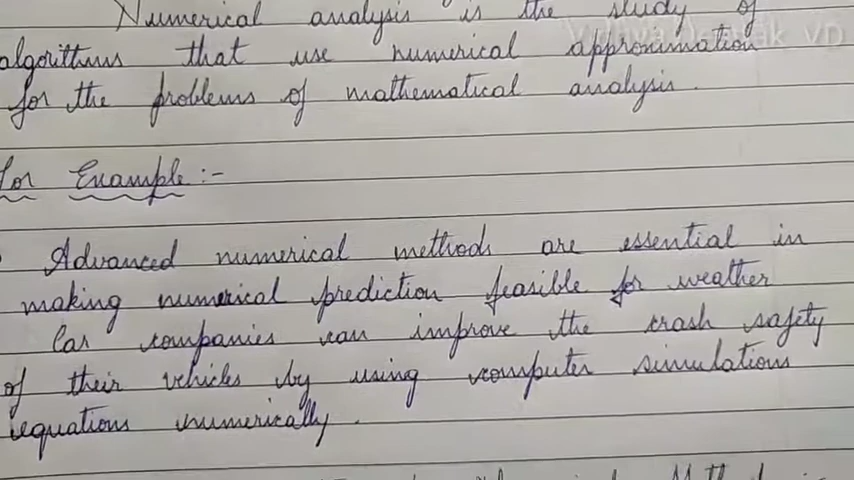 Numerical analysis is the study of
algorithms that use numerical approximation
for the problems of mathematical analysis.
for Example :-
Advanced numerical methods are essential in
making numerical prediction feasible for weather
Car companies can improve the crash safety
of their vehicles by using computer simulations
equations numerically.